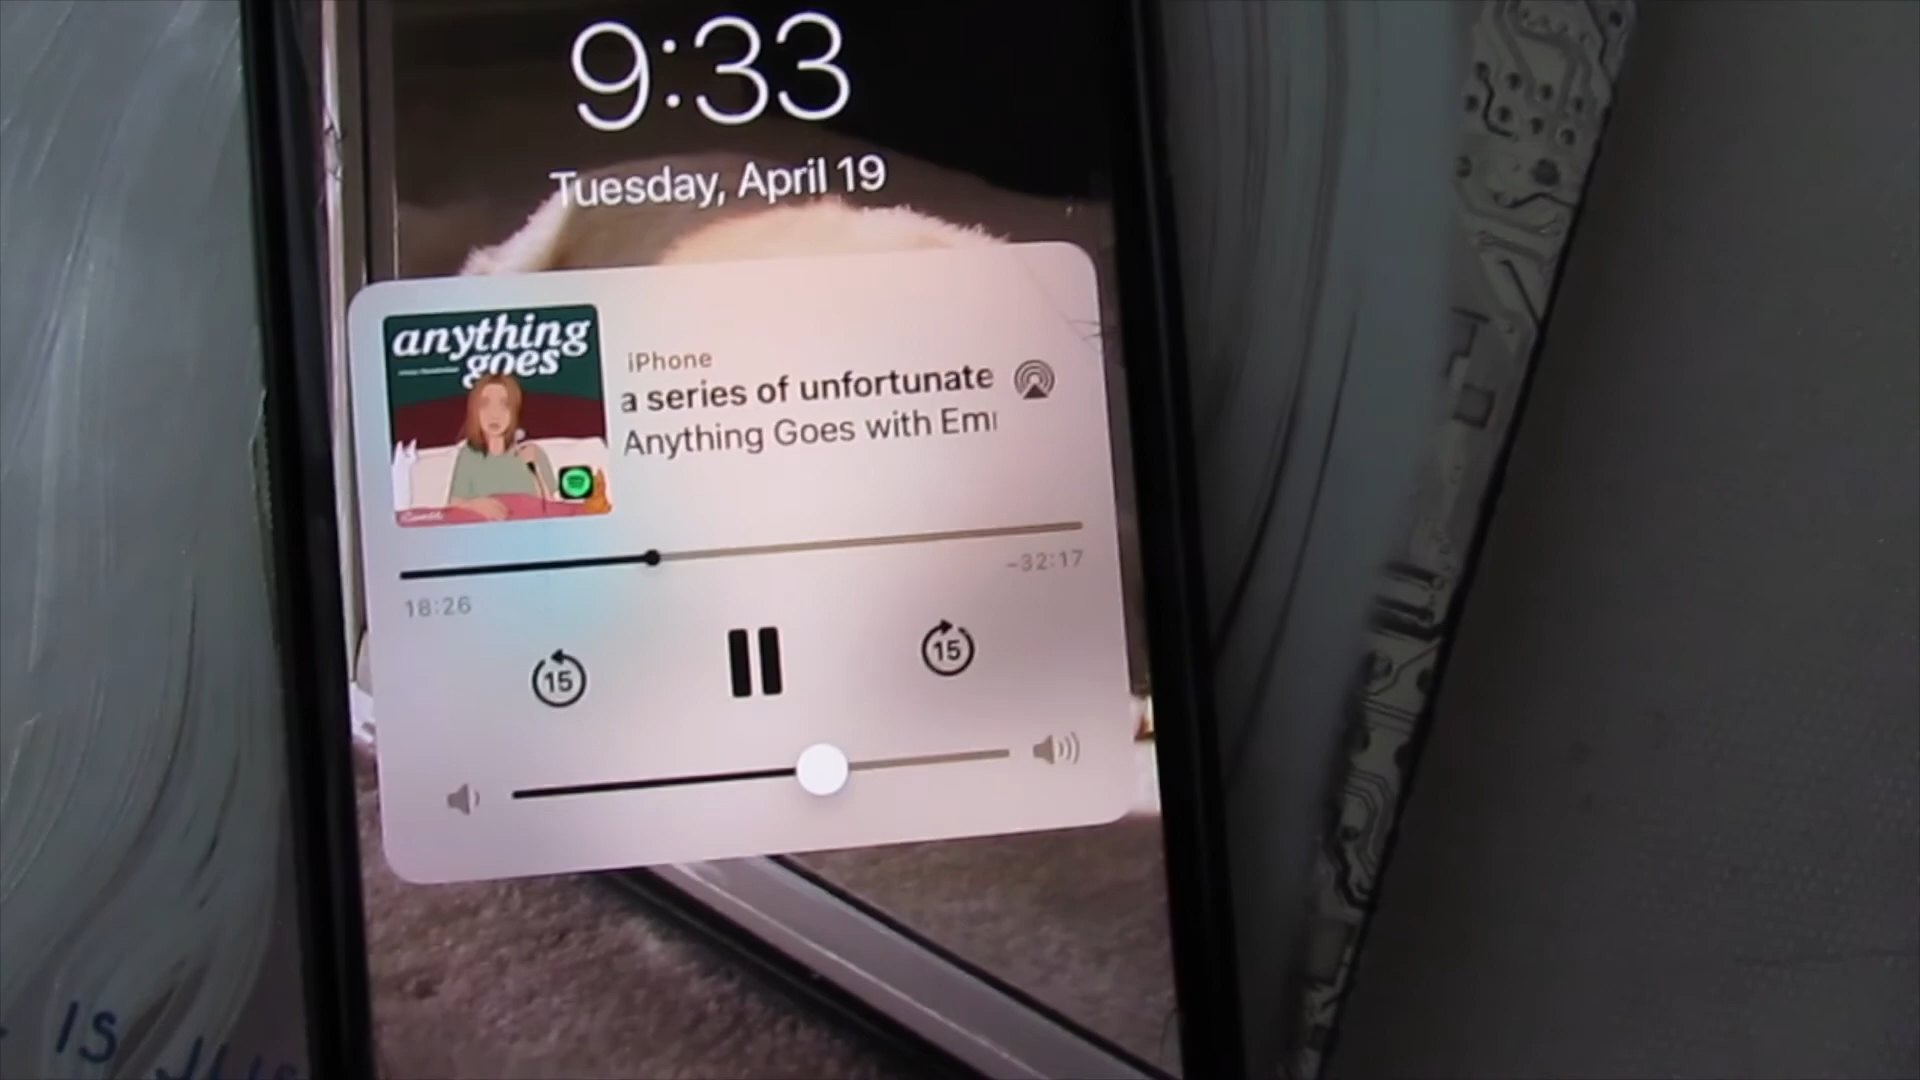 9:33
Tuesday, April 19
anything
goes
iPhone
a series of unfortunate
Anything Goes with Em
18:26
-32:17
15
15
IS